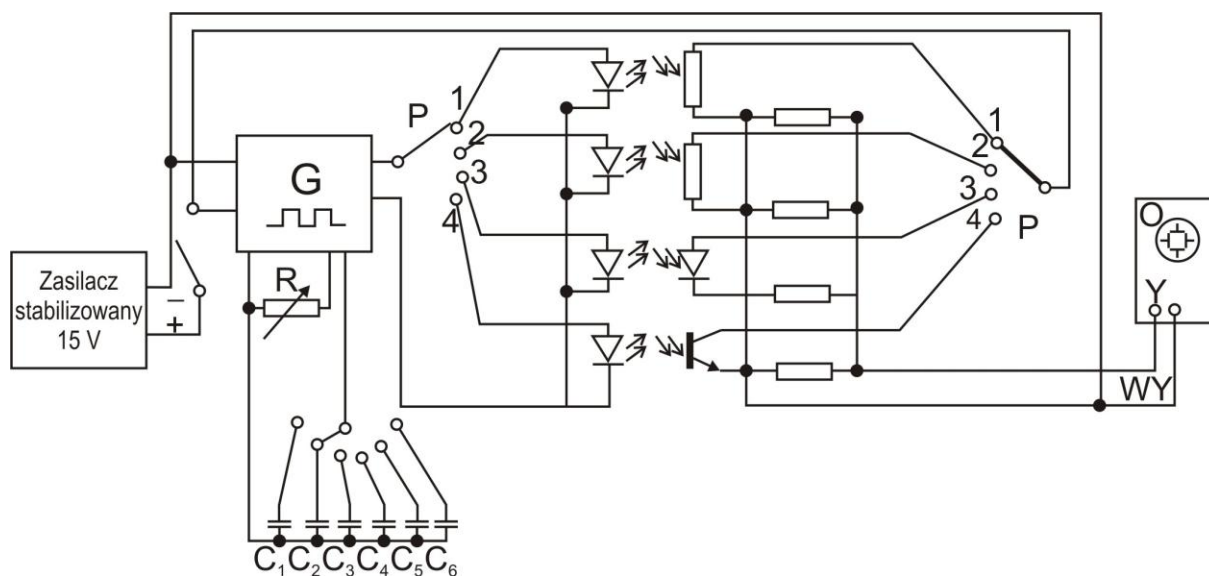 P
1
2
3
4
G
R
Zasilacz
stabilizowany
15 V
–
+
1
2
3
4
P
O
Y
WY
C1 C2 C3 C4 C5 C6